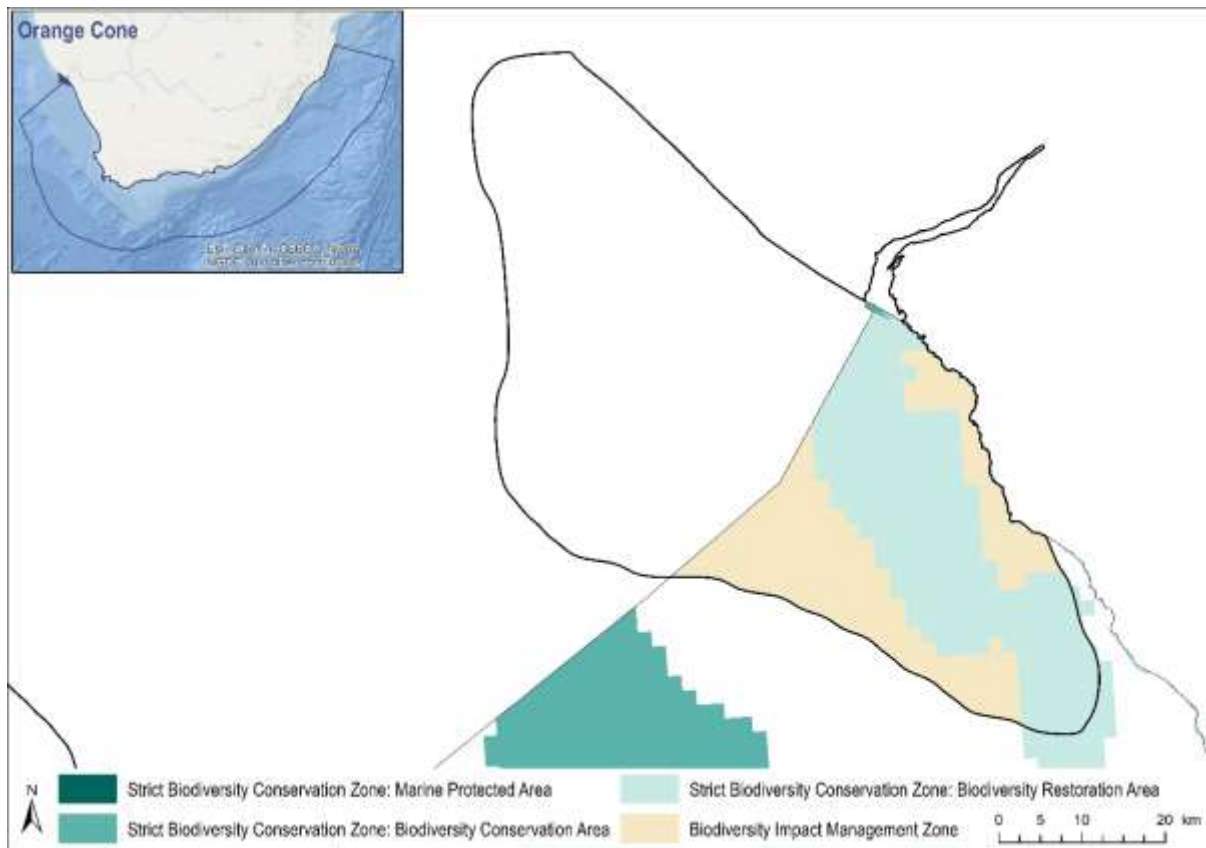 Orange Cone
N
Strict Biodiversity Conservation Zone: Marine Protected Area
Strict Biodiversity Conservation Zone: Biodiversity Restoration Area
Strict Biodiversity Conservation Zone: Biodiversity Conservation Area
Biodiversity Impact Management Zone
0 5 10 20 km